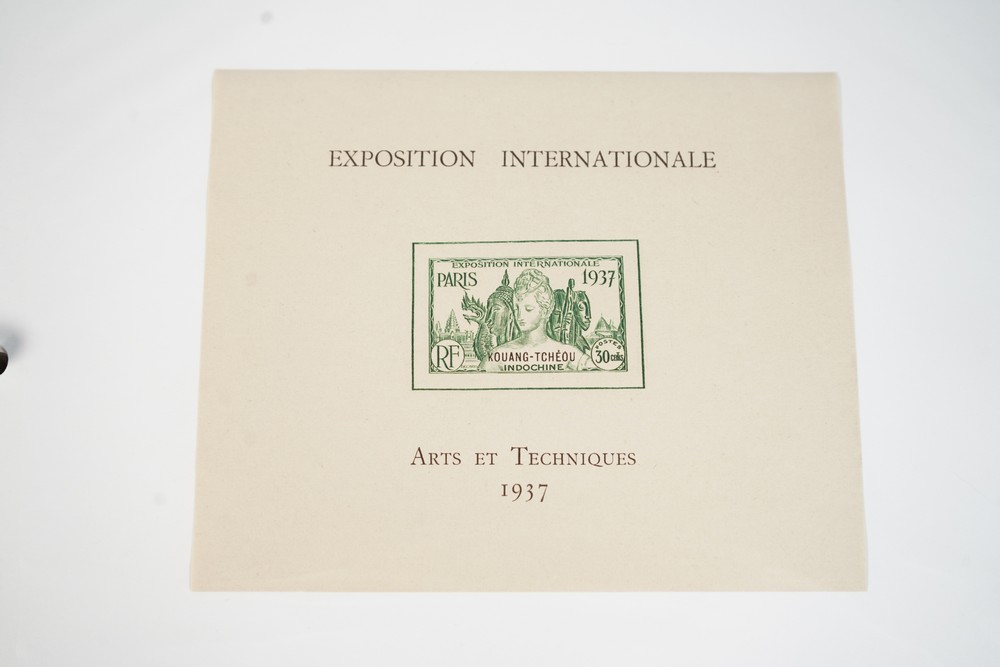 EXPOSITION INTERNATIONALE
EXPOSITION INTERNATIONALE
PARIS 1937
RF KOUANG-TCHÉOU POSTES 30 cents
INDOCHINE
ARTS ET TECHNIQUES
1937